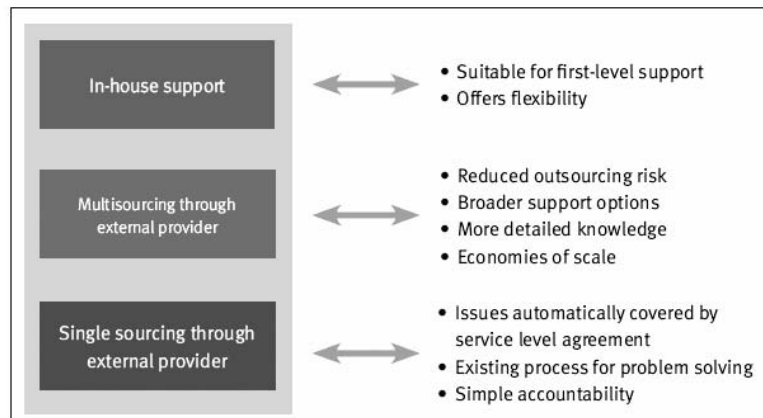 In-house support
• Suitable for first-level support
• Offers flexibility
Multisourcing through
external provider
• Reduced outsourcing risk
• Broader support options
• More detailed knowledge
• Economies of scale
Single sourcing through
external provider
• Issues automatically covered by
service level agreement
• Existing process for problem solving
• Simple accountability